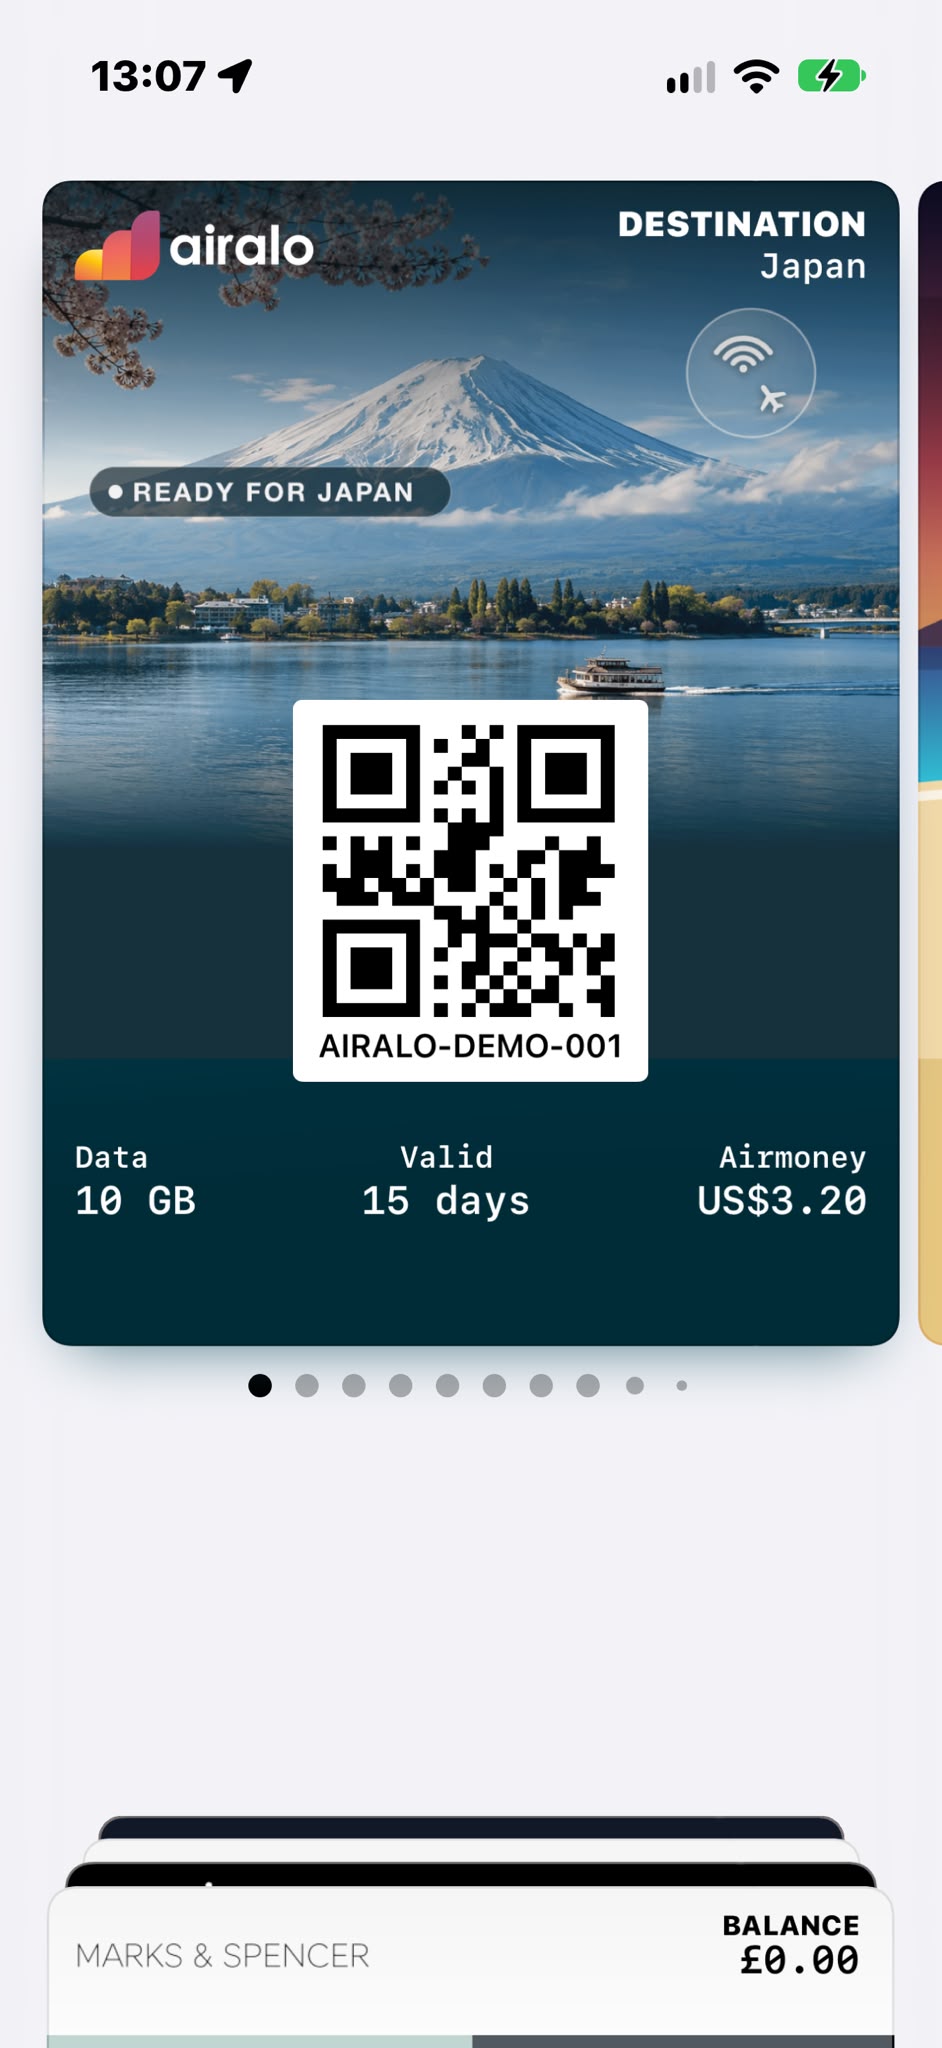 13:07
airalo
DESTINATION
Japan
READY FOR JAPAN
AIRALO-DEMO-001
Data
Valid
Airmoney
10 GB
15 days
US$3.20
MARKS & SPENCER
BALANCE
£0.00